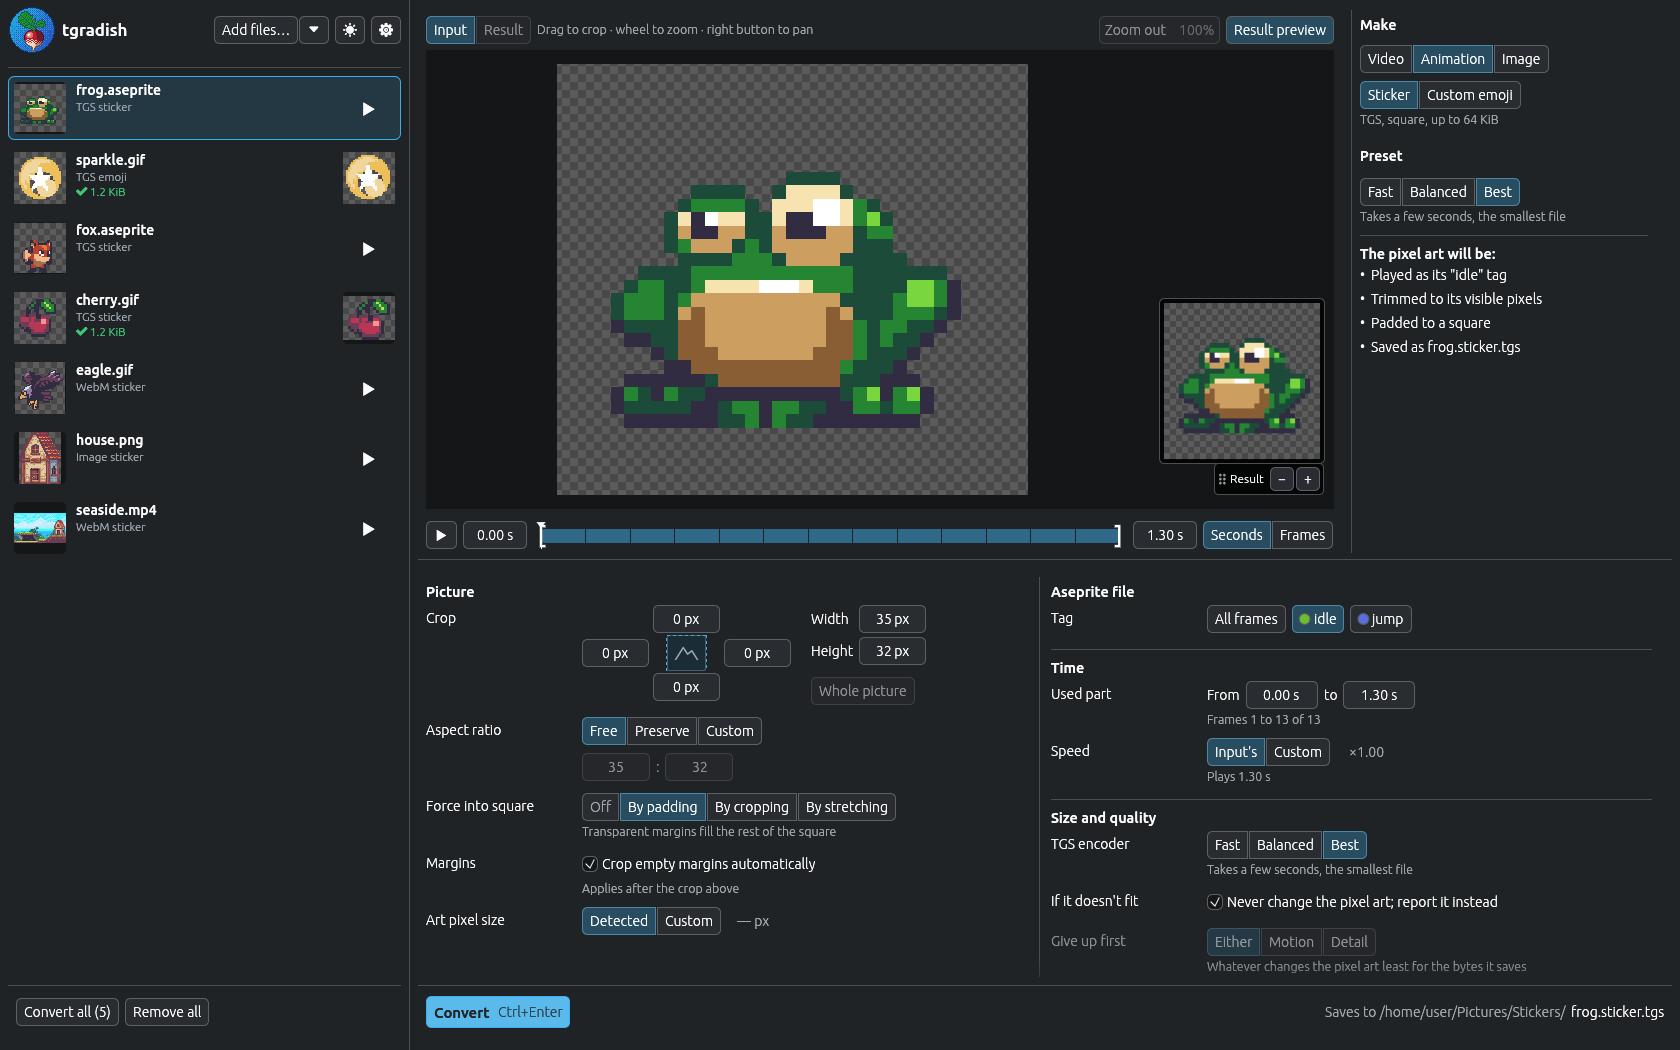 tgradish
Add files…
frog.aseprite
TGS sticker
sparkle.gif
TGS emoji
1.2 KiB
fox.aseprite
TGS sticker
cherry.gif
TGS sticker
1.2 KiB
eagle.gif
WebM sticker
house.png
Image sticker
seaside.mp4
WebM sticker
Convert all (5)
Remove all
Input
Result
Drag to crop · wheel to zoom · right button to pan
Zoom out 100%
Result preview
Result
−
+
0.00 s
1.30 s
Seconds
Frames
Make
Video
Animation
Image
Sticker
Custom emoji
TGS, square, up to 64 KiB
Preset
Fast
Balanced
Best
Takes a few seconds, the smallest file
The pixel art will be:
• Played as its "idle" tag
• Trimmed to its visible pixels
• Padded to a square
• Saved as frog.sticker.tgs
Picture
Crop
0 px
0 px
0 px
0 px
Width 35 px
Height 32 px
Whole picture
Aspect ratio
Free
Preserve
Custom
35 : 32
Force into square
Off
By padding
By cropping
By stretching
Transparent margins fill the rest of the square
Margins
Crop empty margins automatically
Applies after the crop above
Art pixel size
Detected
Custom
— px
Aseprite file
Tag
All frames
idle
jump
Time
Used part
From 0.00 s to 1.30 s
Frames 1 to 13 of 13
Speed
Input's
Custom
×1.00
Plays 1.30 s
Size and quality
TGS encoder
Fast
Balanced
Best
Takes a few seconds, the smallest file
If it doesn't fit
Never change the pixel art; report it instead
Give up first
Either
Motion
Detail
Whatever changes the pixel art least for the bytes it saves
Convert Ctrl+Enter
Saves to /home/user/Pictures/Stickers/ frog.sticker.tgs